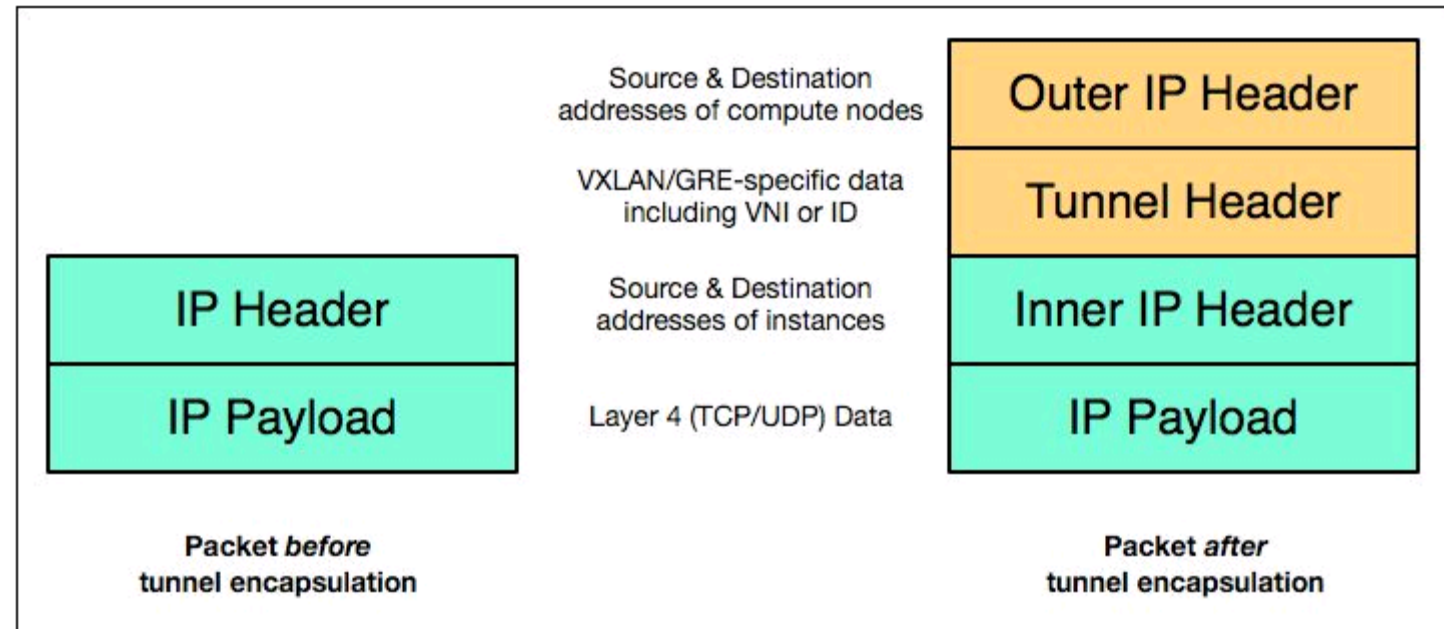 Source & Destination
addresses of compute nodes
Outer IP Header
VXLAN/GRE-specific data
including VNI or ID
Tunnel Header
IP Header
Source & Destination
addresses of instances
Inner IP Header
IP Payload
Layer 4 (TCP/UDP) Data
IP Payload
Packet before
tunnel encapsulation
Packet after
tunnel encapsulation